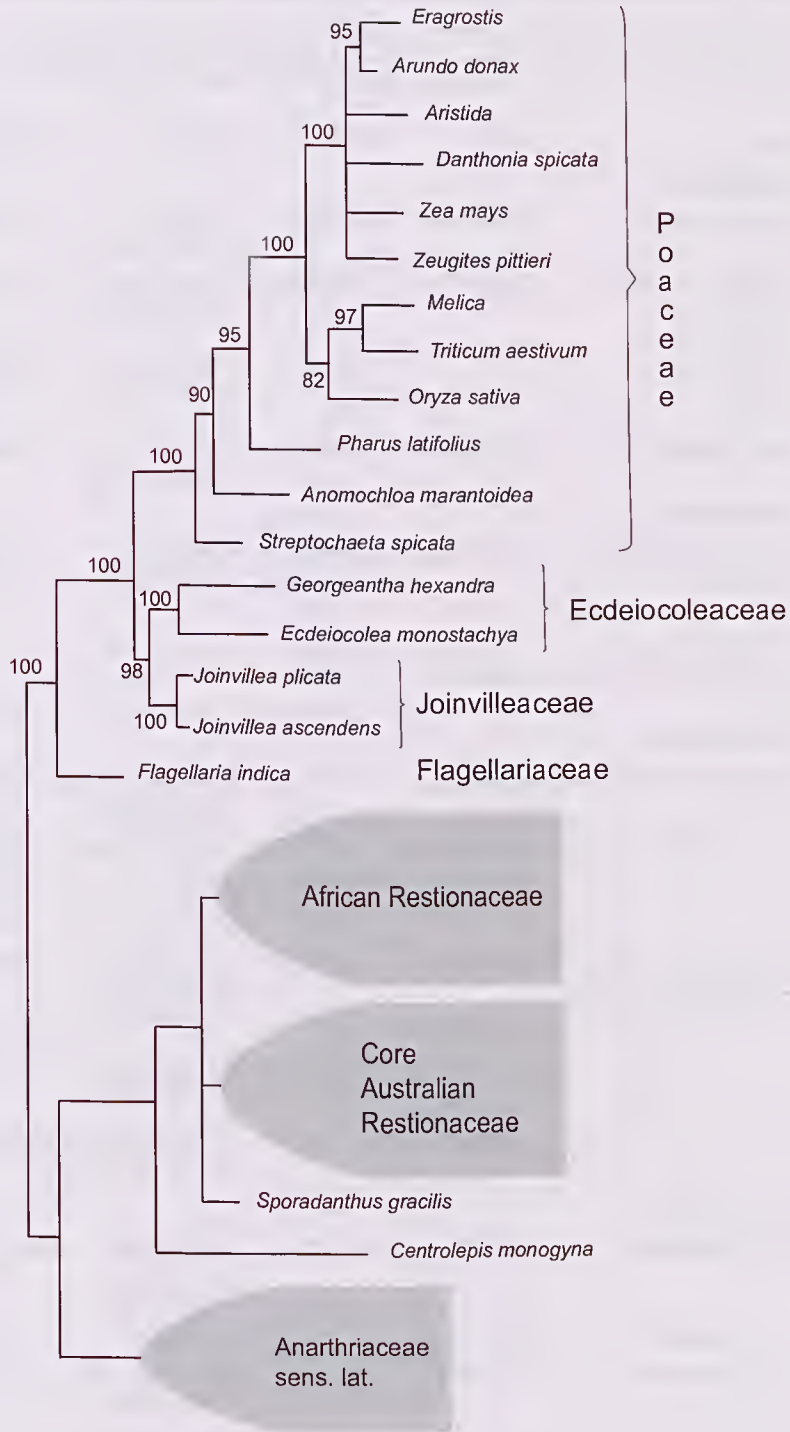 Eragrostis
95
Arundo donax
Aristida
100
Danthonia spicata
Zea mays
100
Zeugites pittieri
Melica
97
95
Triticum aestivum
82
Oryza sativa
90
Pharus latifolius
100
Anomochloa marantoidea
Streptochaeta spicata
Poaceae
100
Georgeantha hexandra
100
Ecdeiocoleaceae
Ecdeiocolea monostachya
100
98
Joinvillea plicata
Joinvilleaceae
100
Joinvillea ascendens
Flagellaria indica
Flagellariaceae
African Restionaceae
Core
Australian
Restionaceae
Sporadanthus gracilis
Centrolepis monogyna
Anarthriaceae
sens. lat.